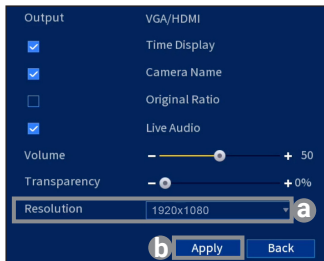 Output VGA/HDMI
Time Display
Camera Name
Original Ratio
Live Audio
Volume - + 50
Transparency - +0%
Resolution 1920x1080 a
b Apply Back